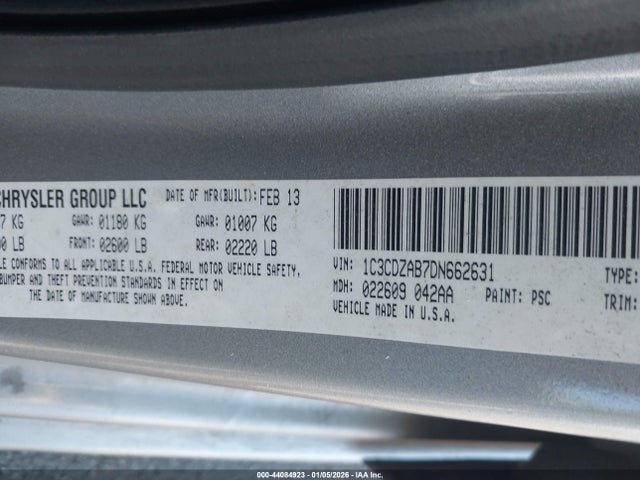 CHRYSLER GROUP LLC DATE OF MFR(BUILT): FEB 13
7 KG GAWR: 01180 KG GAWR: 01007 KG
LB FRONT: 02600 LB REAR: 02220 LB
CONFORMS TO ALL APPLICABLE U.S.A. FEDERAL MOTOR VEHICLE SAFETY,
BUMPER AND THEFT PREVENTION STANDARDS IN EFFECT ON
THE DATE OF MANUFACTURE SHOWN ABOVE.
VIN: 1C3CDZAB7DN662631 TYPE:
MDH: 022609 042AA PAINT: PSC TRIM:
VEHICLE MADE IN U.S.A.
000-44084923 - 01/05/2026 - IAA Inc.